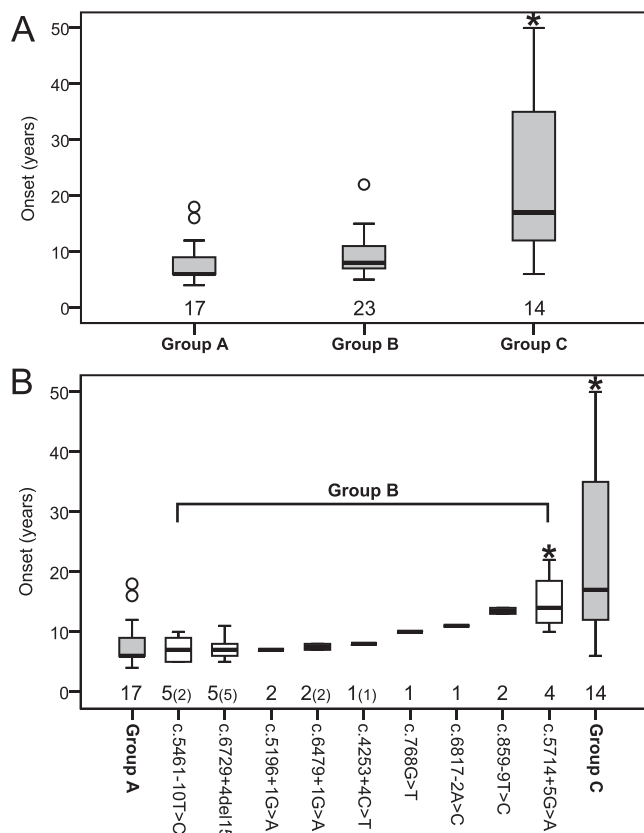 A
50
*
40
30
20
10
0
Onset (years)
17
23
14
Group A
Group B
Group C
B
50
*
40
Group B
30
*
20
10
0
Onset (years)
17
5(2)
5(5)
2
2(2)
1(1)
1
1
2
4
14
Group A
c.5461-10T>C
c.6729+4del15
c.5196+1G>A
c.6479+1G>A
c.4253+4C>T
c.768G>T
c.6817-2A>C
c.859-9T>C
c.5714+5G>A
Group C